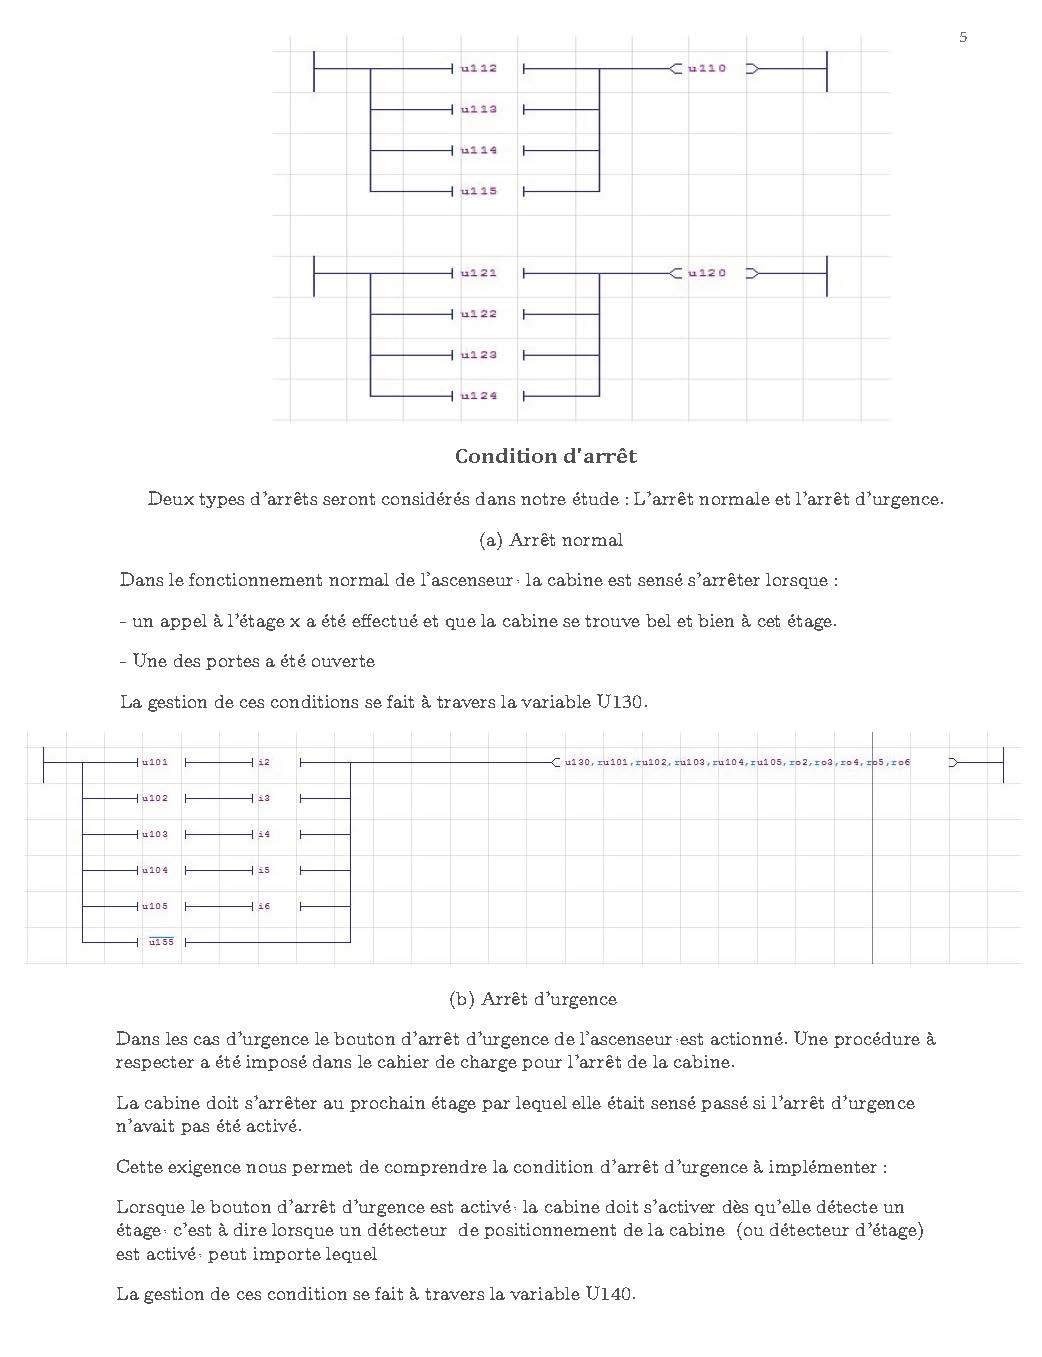 5
u112 u110
u113
u114
u115
u121 u120
u122
u123
u124
Condition d'arrêt
Deux types d'arrêts seront considérés dans notre étude : L'arrêt normale et l'arrêt d'urgence.
(a) Arrêt normal
Dans le fonctionnement normal de l'ascenseur, la cabine est sensé s'arrêter lorsque :
- un appel à l'étage x a été effectué et que la cabine se trouve bel et bien à cet étage.
- Une des portes a été ouverte
La gestion de ces conditions se fait à travers la variable U130.
u101 i2 u130,ru101,ru102,ru103,ru104,ru105,ro2,ro3,ro4,ro5,ro6
u102 i3
u103 i4
u104 i5
u105 i6
u155
(b) Arrêt d'urgence
Dans les cas d'urgence le bouton d'arrêt d'urgence de l'ascenseur,est actionné. Une procédure à
respecter a été imposé dans le cahier de charge pour l'arrêt de la cabine.
La cabine doit s'arrêter au prochain étage par lequel elle était sensé passé si l'arrêt d'urgence
n'avait pas été activé.
Cette exigence nous permet de comprendre la condition d'arrêt d'urgence à implémenter :
Lorsque le bouton d'arrêt d'urgence est activé, la cabine doit s'activer dès qu'elle détecte un
étage, c'est à dire lorsque un détecteur de positionnement de la cabine (ou détecteur d'étage)
est activé, peut importe lequel
La gestion de ces condition se fait à travers la variable U140.